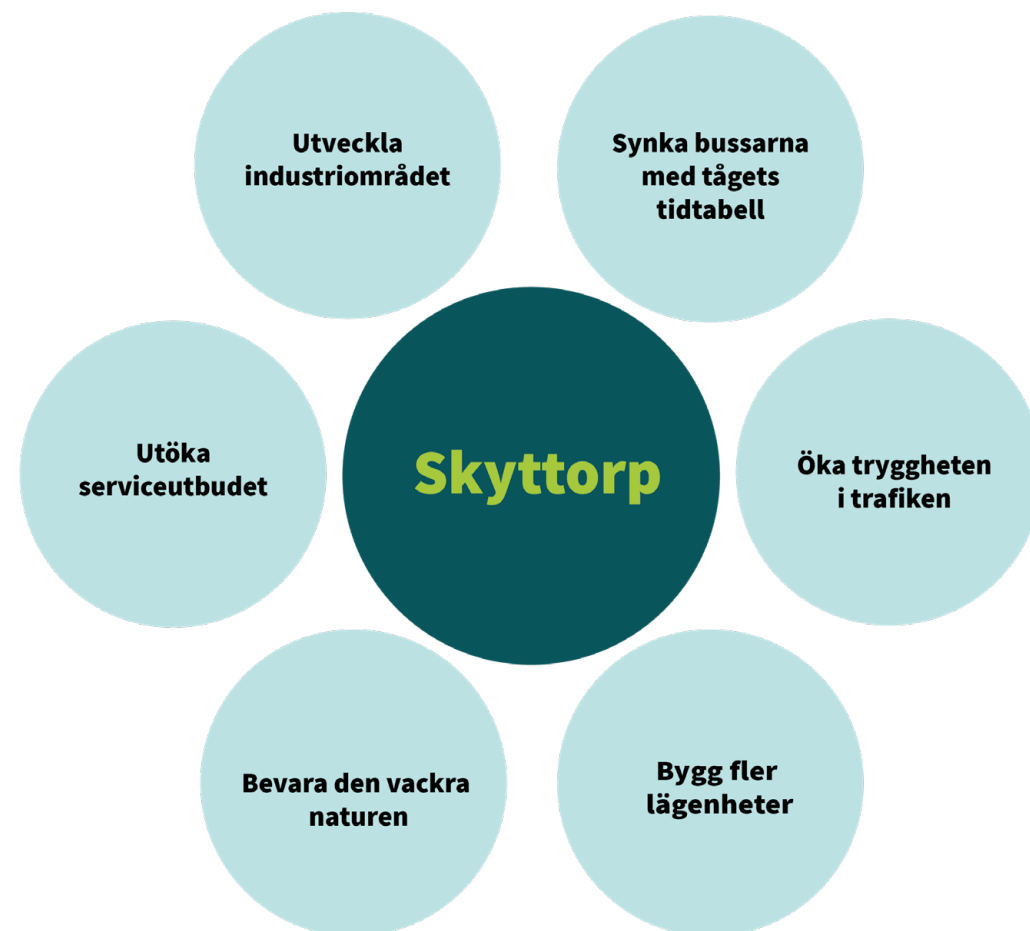 Utveckla
industriområdet
Synka bussarna
med tågets
tidtabell
Utöka
serviceutbudet
Skyttorp
Öka tryggheten
i trafiken
Bevara den vackra
naturen
Bygg fler
lägenheter